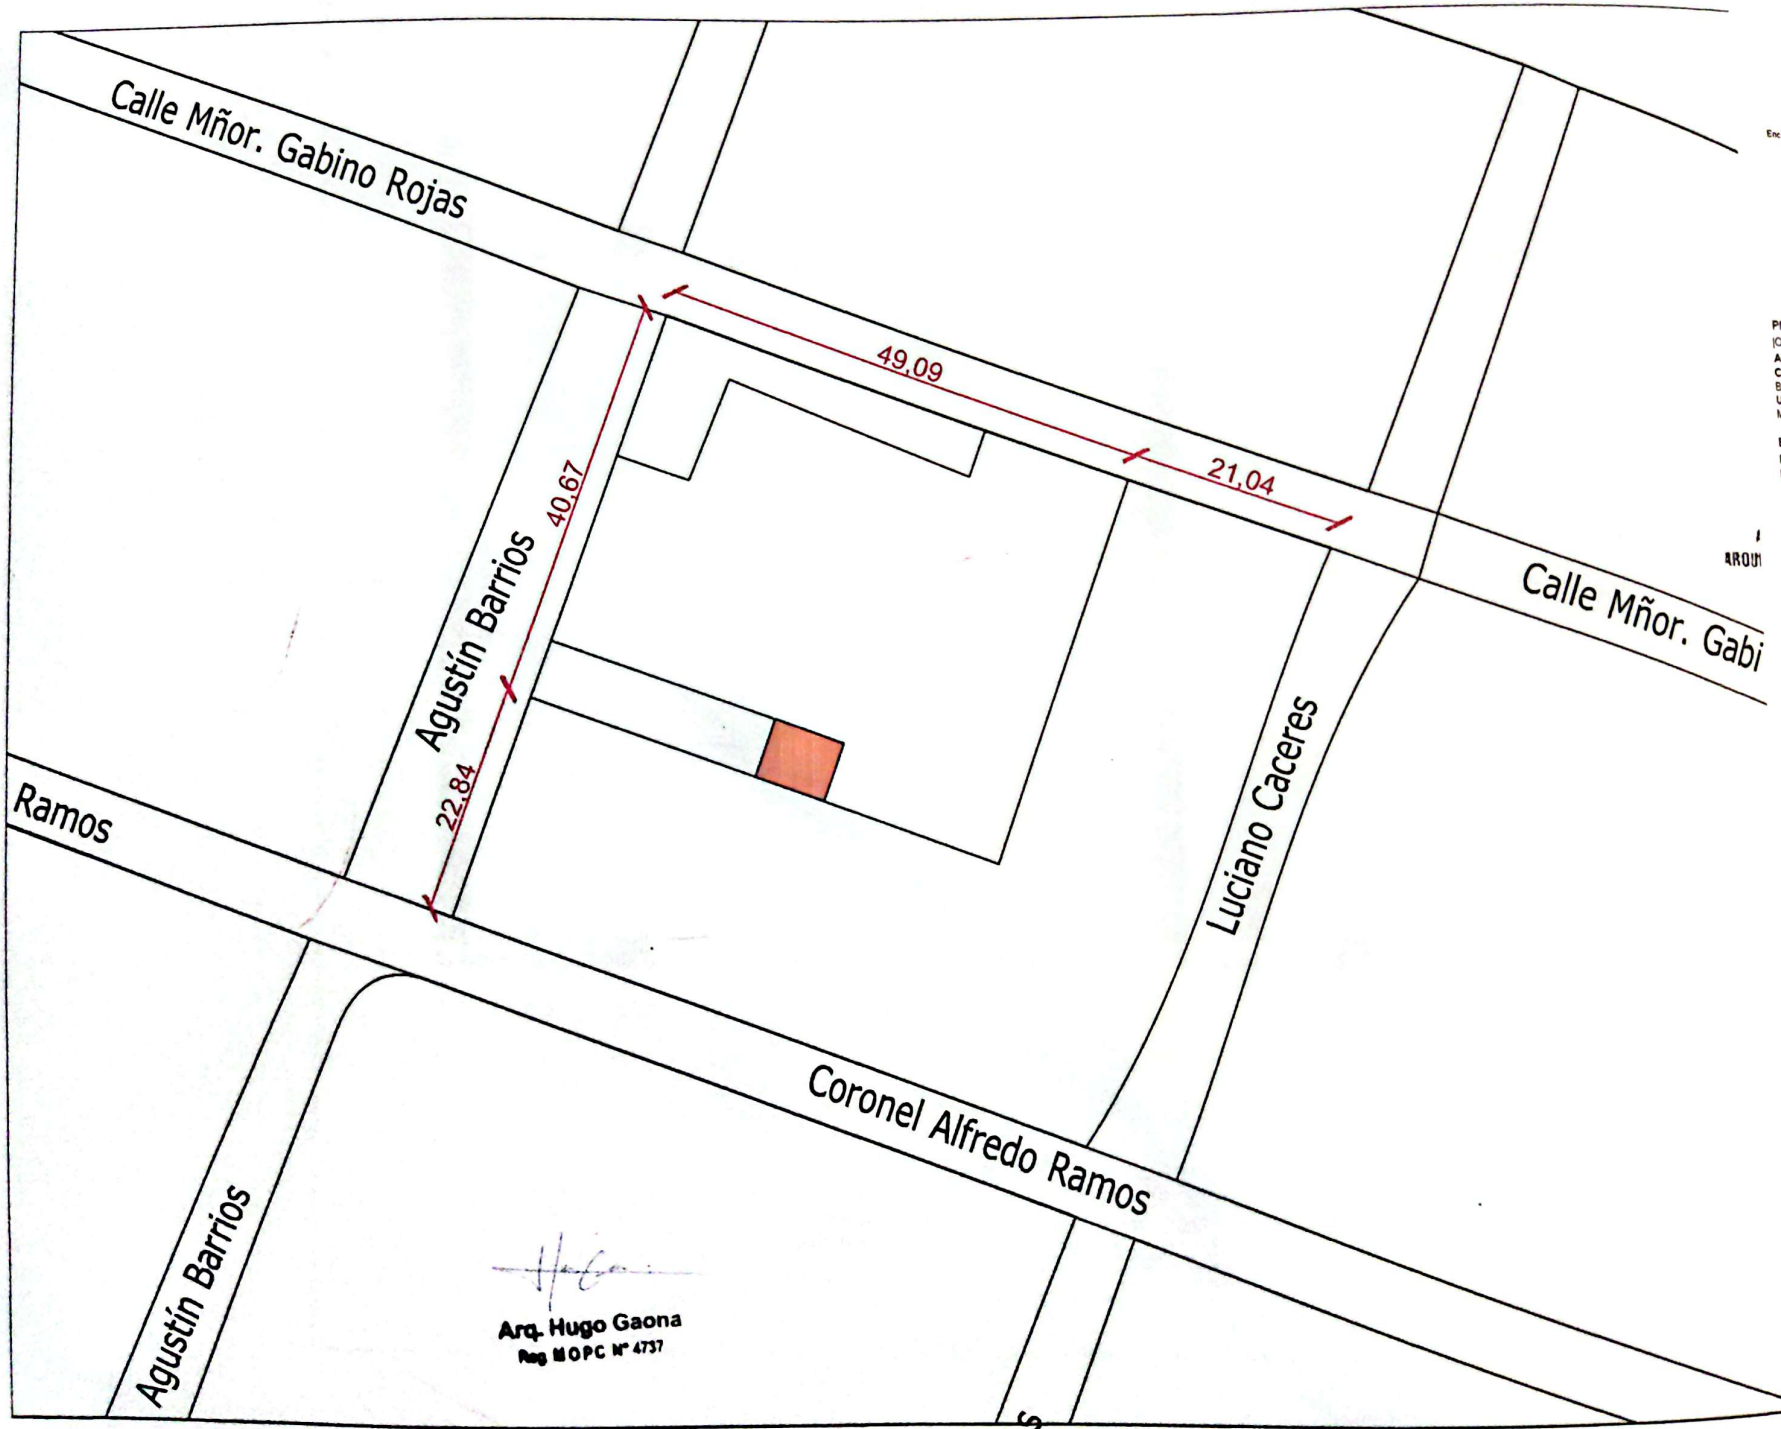 Calle Mñor. Gabino Rojas
49,09
21,04
40,67
Agustín Barrios
22,84
Ramos
Calle Mñor. Gabi
Luciano Caceres
Coronel Alfredo Ramos
Agustín Barrios
Arq. Hugo Gaona
Reg M O P C Nº 4737